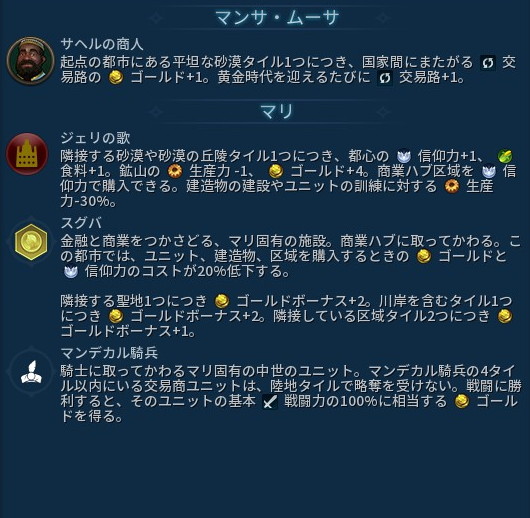 マンサ・ムーサ
サヘルの商人
起点の都市にある平坦な砂漠タイル1つにつき、国家間にまたがる 交
易路の ゴールド+1。黄金時代を迎えるたびに 交易路+1。
マリ
ジェリの歌
隣接する砂漠や砂漠の丘陵タイル1つにつき、都心の 信仰力+1、
食料+1。鉱山の 生産力 -1、 ゴールド+4。商業ハブ区域を 信
仰力で購入できる。建造物の建設やユニットの訓練に対する 生産
力-30%。
スグバ
金融と商業をつかさどる、マリ固有の施設。商業ハブに取ってかわる。こ
の都市では、ユニット、建造物、区域を購入するときの ゴールドと
信仰力のコストが20%低下する。
隣接する聖地1つにつき ゴールドボーナス+2。川岸を含むタイル1つ
につき ゴールドボーナス+2。隣接している区域タイル2つにつき
ゴールドボーナス+1。
マンデカル騎兵
騎士に取ってかわるマリ固有の中世のユニット。マンデカル騎兵の4タイ
ル以内にいる交易商ユニットは、陸地タイルで略奪を受けない。戦闘に勝
利すると、そのユニットの基本 戦闘力の100%に相当する ゴール
ドを得る。